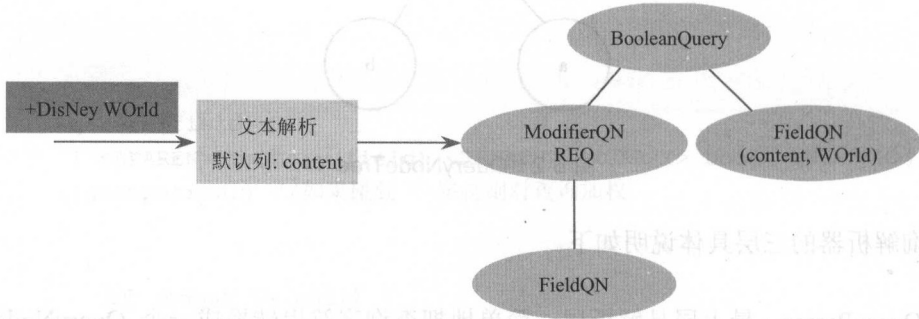 BooleanQuery
+DisNey WOrld
文本解析
默认列: content
ModifierQN
REQ
FieldQN
(content, WOrld)
FieldQN